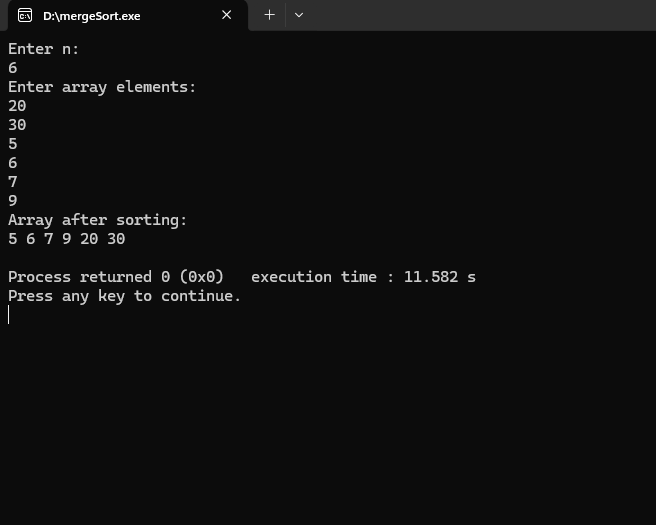 D:\mergeSort.exe
Enter n:
6
Enter array elements:
20
30
5
6
7
9
Array after sorting:
5 6 7 9 20 30
Process returned 0 (0x0)   execution time : 11.582 s
Press any key to continue.